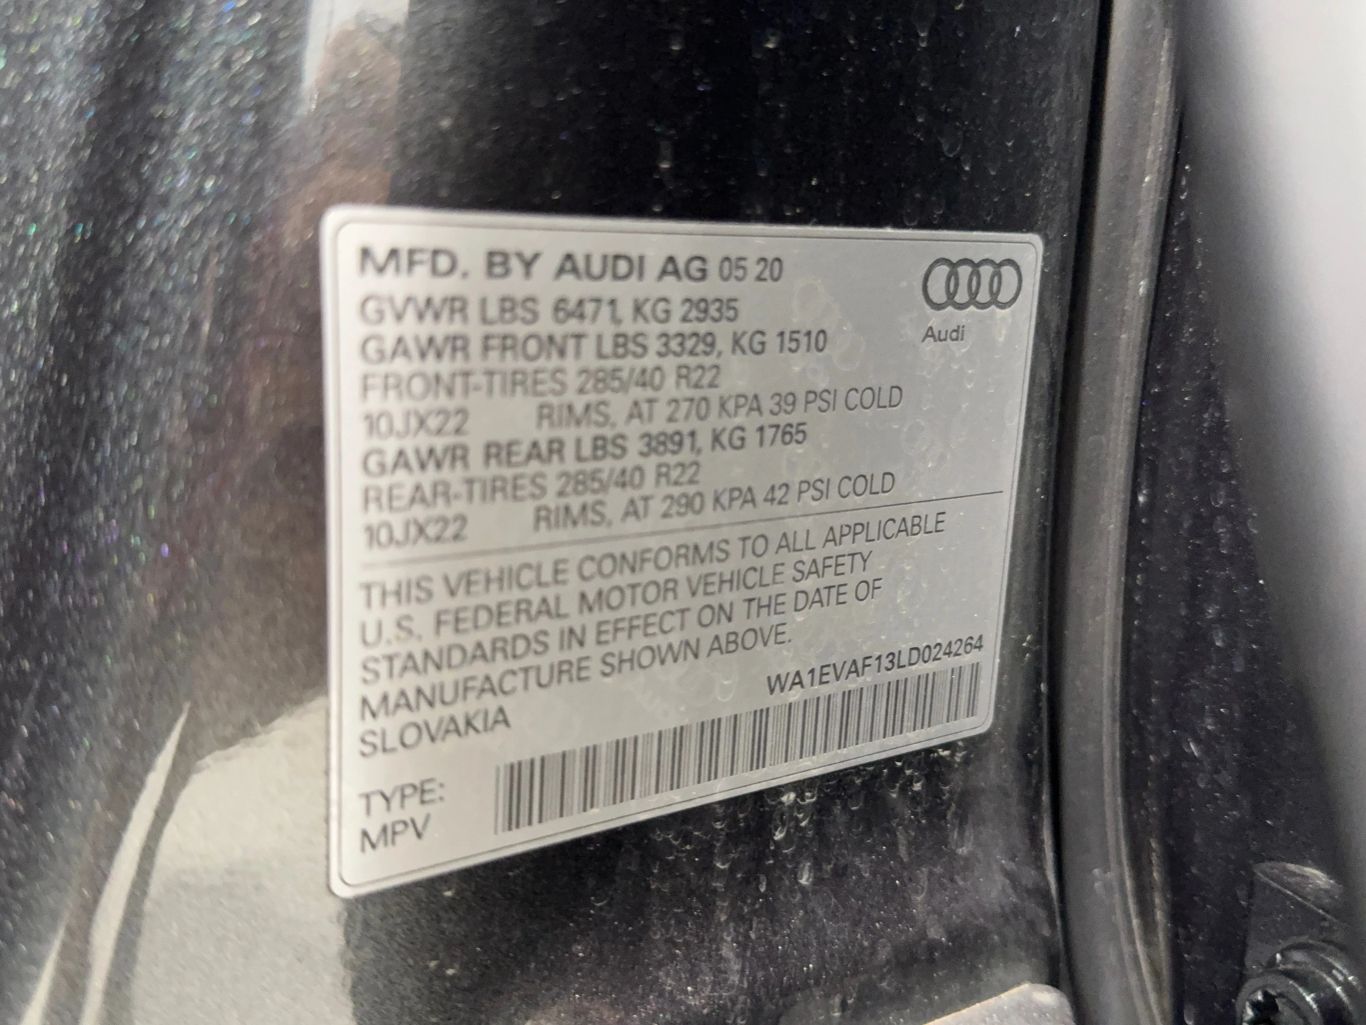 MFD. BY AUDI AG 05 20
GVWR LBS 6471, KG 2935
GAWR FRONT LBS 3329, KG 1510
FRONT-TIRES 285/40 R22
10JX22 RIMS, AT 270 KPA 39 PSI COLD
GAWR REAR LBS 3891, KG 1765
REAR-TIRES 285/40 R22
10JX22 RIMS, AT 290 KPA 42 PSI COLD
Audi
THIS VEHICLE CONFORMS TO ALL APPLICABLE
U.S. FEDERAL MOTOR VEHICLE SAFETY
STANDARDS IN EFFECT ON THE DATE OF
MANUFACTURE SHOWN ABOVE.
SLOVAKIA
WA1EVAF13LD024264
TYPE:
MPV